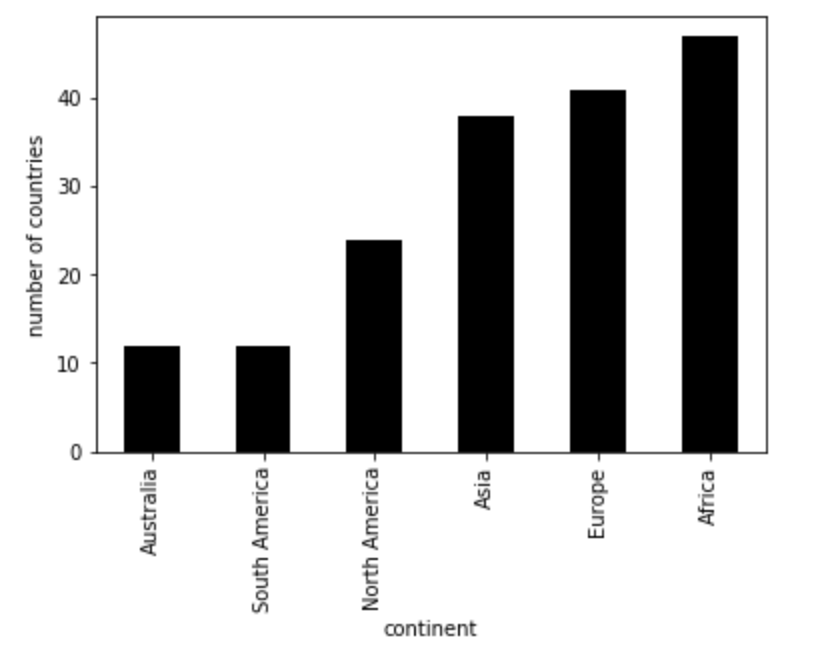 number of countries
40
30
20
10
0
Australia
South America
North America
Asia
Europe
Africa
continent